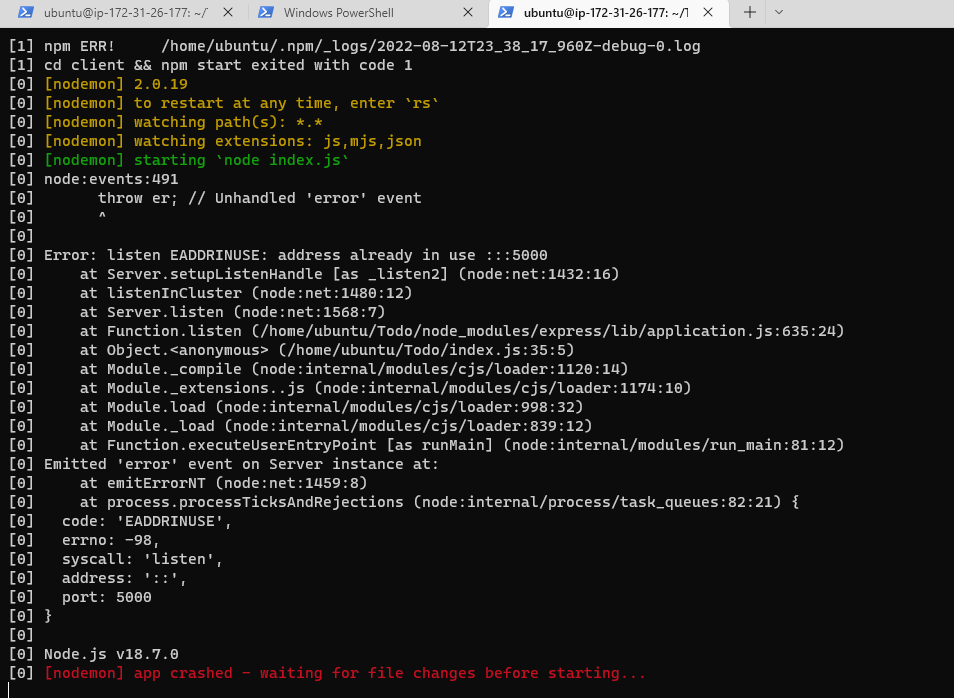 ubuntu@ip-172-31-26-177: ~/T
Windows PowerShell
ubuntu@ip-172-31-26-177: ~/T
[1] npm ERR!     /home/ubuntu/.npm/_logs/2022-08-12T23_38_17_960Z-debug-0.log
[1] cd client && npm start exited with code 1
[0] [nodemon] 2.0.19
[0] [nodemon] to restart at any time, enter `rs`
[0] [nodemon] watching path(s): *.*
[0] [nodemon] watching extensions: js,mjs,json
[0] [nodemon] starting `node index.js`
[0] node:events:491
[0]       throw er; // Unhandled 'error' event
[0]       ^
[0]
[0] Error: listen EADDRINUSE: address already in use :::5000
[0]     at Server.setupListenHandle [as _listen2] (node:net:1432:16)
[0]     at listenInCluster (node:net:1480:12)
[0]     at Server.listen (node:net:1568:7)
[0]     at Function.listen (/home/ubuntu/Todo/node_modules/express/lib/application.js:635:24)
[0]     at Object.<anonymous> (/home/ubuntu/Todo/index.js:35:5)
[0]     at Module._compile (node:internal/modules/cjs/loader:1120:14)
[0]     at Module._extensions..js (node:internal/modules/cjs/loader:1174:10)
[0]     at Module.load (node:internal/modules/cjs/loader:998:32)
[0]     at Module._load (node:internal/modules/cjs/loader:839:12)
[0]     at Function.executeUserEntryPoint [as runMain] (node:internal/modules/run_main:81:12)
[0] Emitted 'error' event on Server instance at:
[0]     at emitErrorNT (node:net:1459:8)
[0]     at process.processTicksAndRejections (node:internal/process/task_queues:82:21) {
[0]   code: 'EADDRINUSE',
[0]   errno: -98,
[0]   syscall: 'listen',
[0]   address: '::',
[0]   port: 5000
[0] }
[0]
[0] Node.js v18.7.0
[0] [nodemon] app crashed - waiting for file changes before starting...